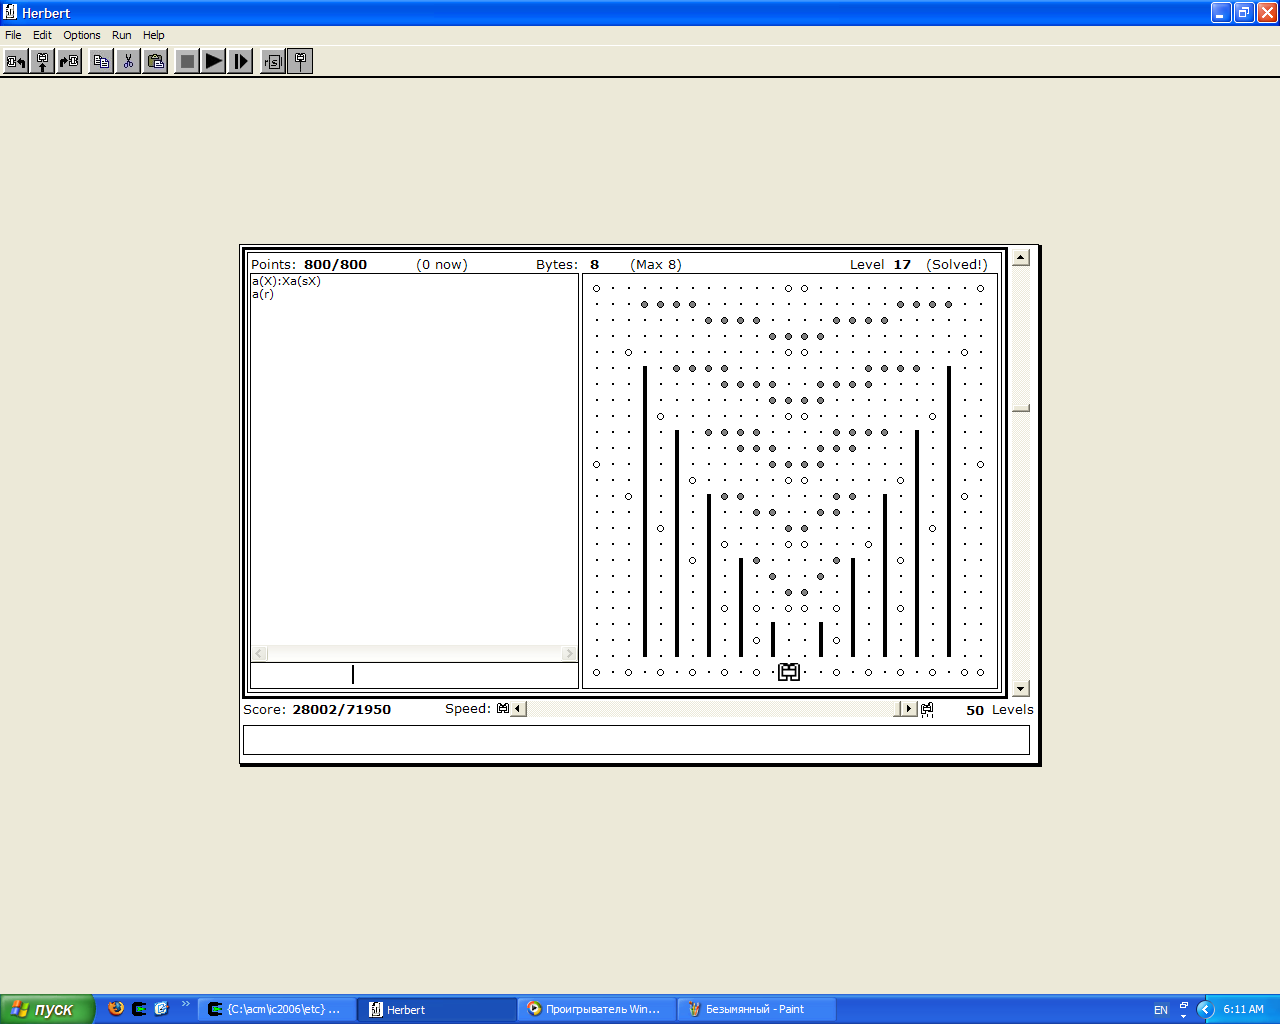 Herbert
File Edit Options Run Help
rs
Points: 800/800 (0 now) Bytes: 8 (Max 8) Level 17 (Solved!)
a(X):Xa(sX)
a(r)
Score: 28002/71950 Speed: 50 Levels
пуск {C:\acm\ic2006\etc} ... Herbert Проигрыватель Win... Безымянный - Paint EN 6:11 AM